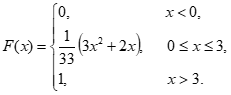 F(x) = { 0, x < 0,
1/33 (3x² + 2x), 0 ≤ x ≤ 3,
1, x > 3.